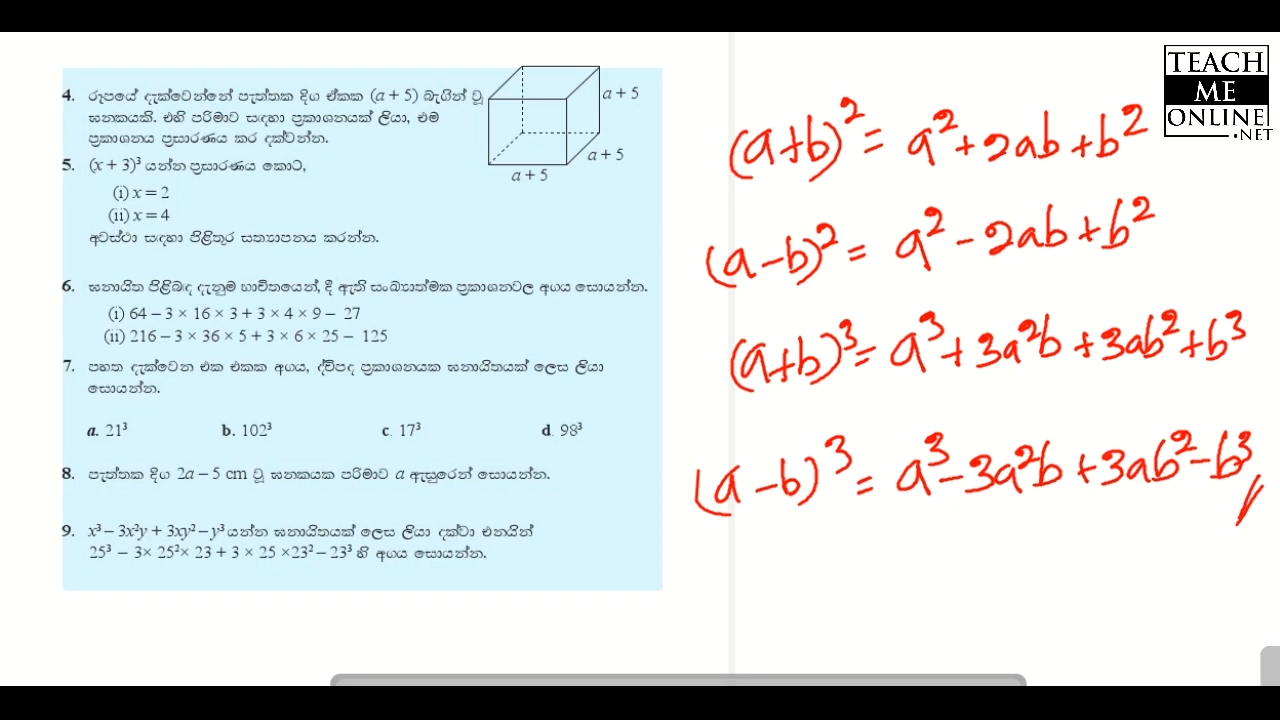 4. රූපයේ දැක්වෙන්නේ පැත්තක දිග ඒකක (a + 5) බැගින් වූ
ඝනකයකි. එහි පරිමාව සඳහා ප්‍රකාශනයක් ලියා, එම
ප්‍රකාශනය ප්‍රසාරණය කර දක්වන්න.
a + 5
a + 5
a + 5
5. (x + 3)³ යන්න ප්‍රසාරණය කොට,
(i) x = 2
(ii) x = 4
අවස්ථා සඳහා පිළිතුර සත්‍යාපනය කරන්න.
6. ඝනායිත පිළිබඳ දැනුම භාවිතයෙන්, දී ඇති සංඛ්‍යාත්මක ප්‍රකාශනවල අගය සොයන්න.
(i) 64 – 3 × 16 × 3 + 3 × 4 × 9 – 27
(ii) 216 – 3 × 36 × 5 + 3 × 6 × 25 – 125
7. පහත දැක්වෙන එක එකක අගය, ද්විපද ප්‍රකාශනයක ඝනායිතයක් ලෙස ලියා
සොයන්න.
a. 21³ b. 102³ c. 17³ d. 98³
8. පැත්තක දිග 2a – 5 cm වූ ඝනකයක පරිමාව a ඇසුරෙන් සොයන්න.
9. x³ – 3x²y + 3xy² – y³ යන්න ඝනායිතයක් ලෙස ලියා දක්වා එනයින්
25³ – 3× 25²× 23 + 3 × 25 ×23² – 23³ හි අගය සොයන්න.
(a+b)² = a² + 2ab + b²
(a-b)² = a² - 2ab + b²
(a+b)³ = a³ + 3a²b + 3ab² + b³
(a-b)³ = a³ - 3a²b + 3ab² - b³
TEACH
ME
ONLINE
.NET